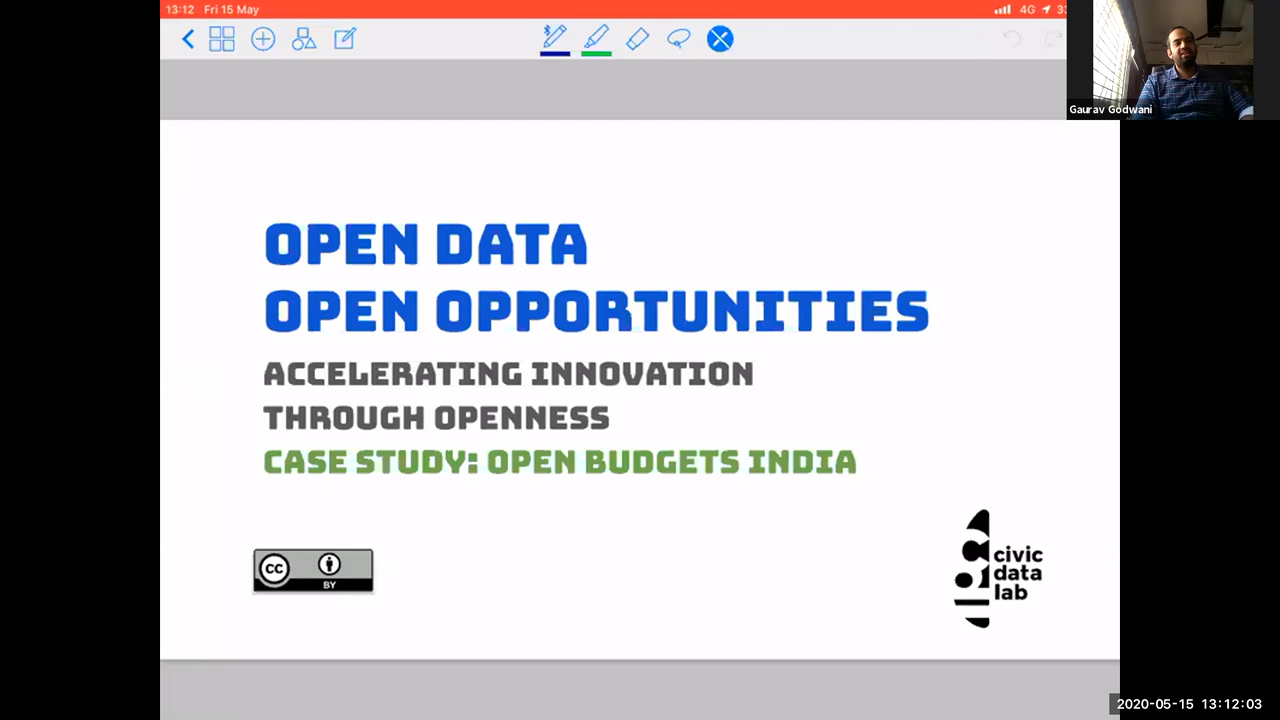 13:12 Fri 15 May
4G 33
Gaurav Godwani
OPEN DATA
OPEN OPPORTUNITIES
ACCELERATING INNOVATION
THROUGH OPENNESS
CASE STUDY: OPEN BUDGETS INDIA
cc
BY
civic
data
lab
2020-05-15 13:12:03